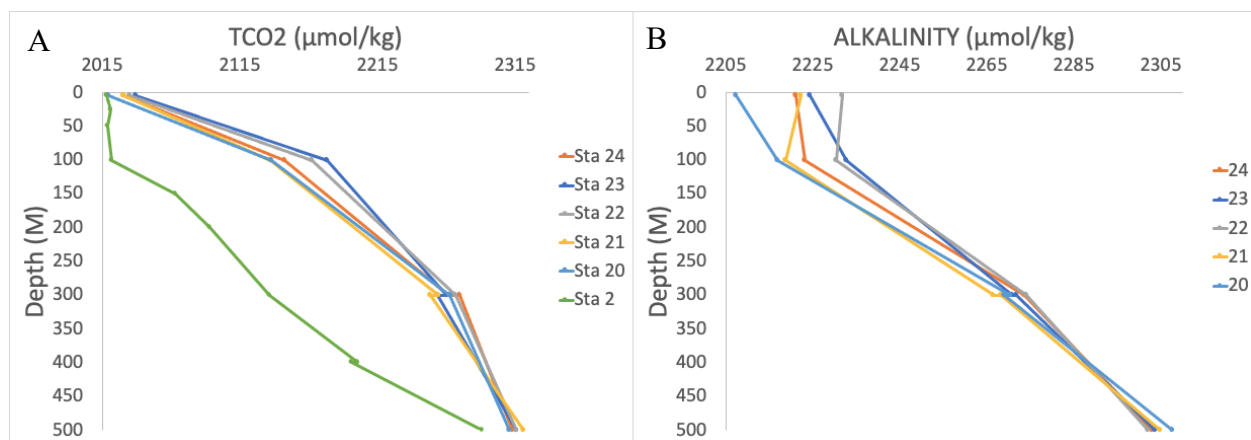 A
TCO2 (µmol/kg)
2015 2115 2215 2315
0
50
100
150
200
250
300
350
400
450
500
Depth (M)
Sta 24
Sta 23
Sta 22
Sta 21
Sta 20
Sta 2
B
ALKALINITY (µmol/kg)
2205 2225 2245 2265 2285 2305
0
50
100
150
200
250
300
350
400
450
500
Depth (M)
24
23
22
21
20